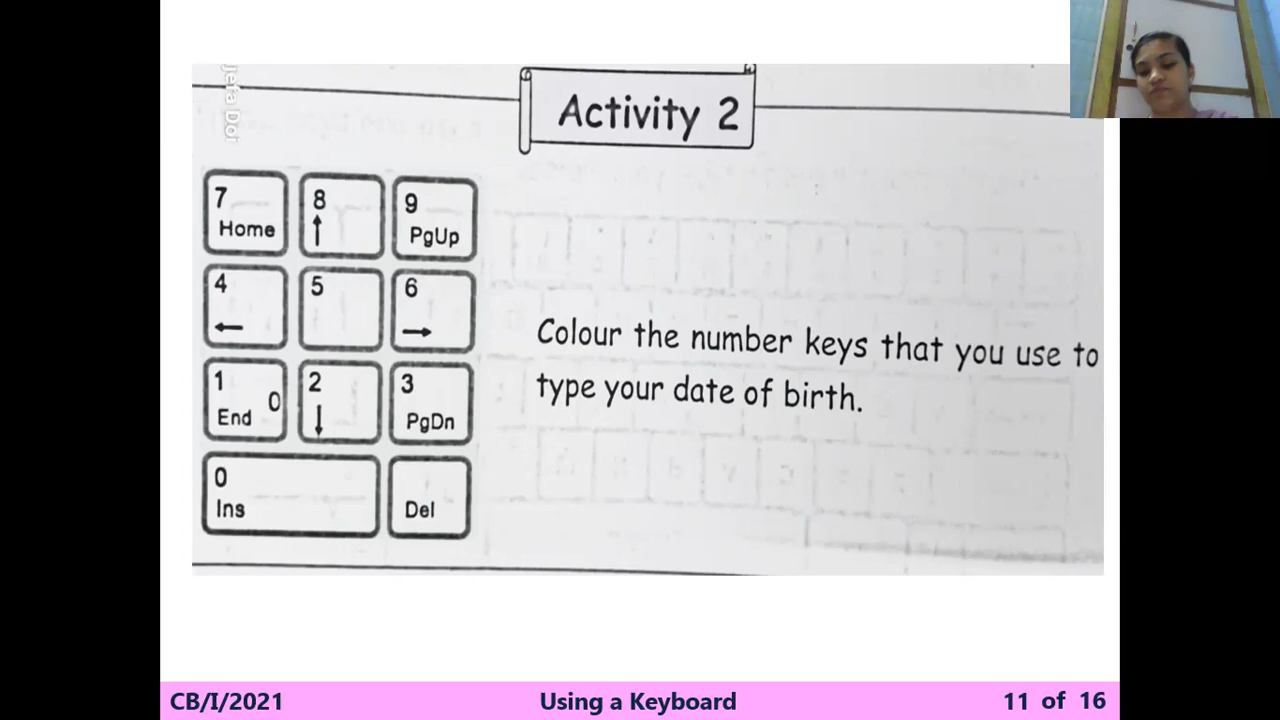 Activity 2
7
Home
8
↑
9
PgUp
4
←
5
6
→
1
End 0
2
↓
3
PgDn
0
Ins
Del
Colour the number keys that you use to
type your date of birth.
CB/I/2021 Using a Keyboard 11 of 16